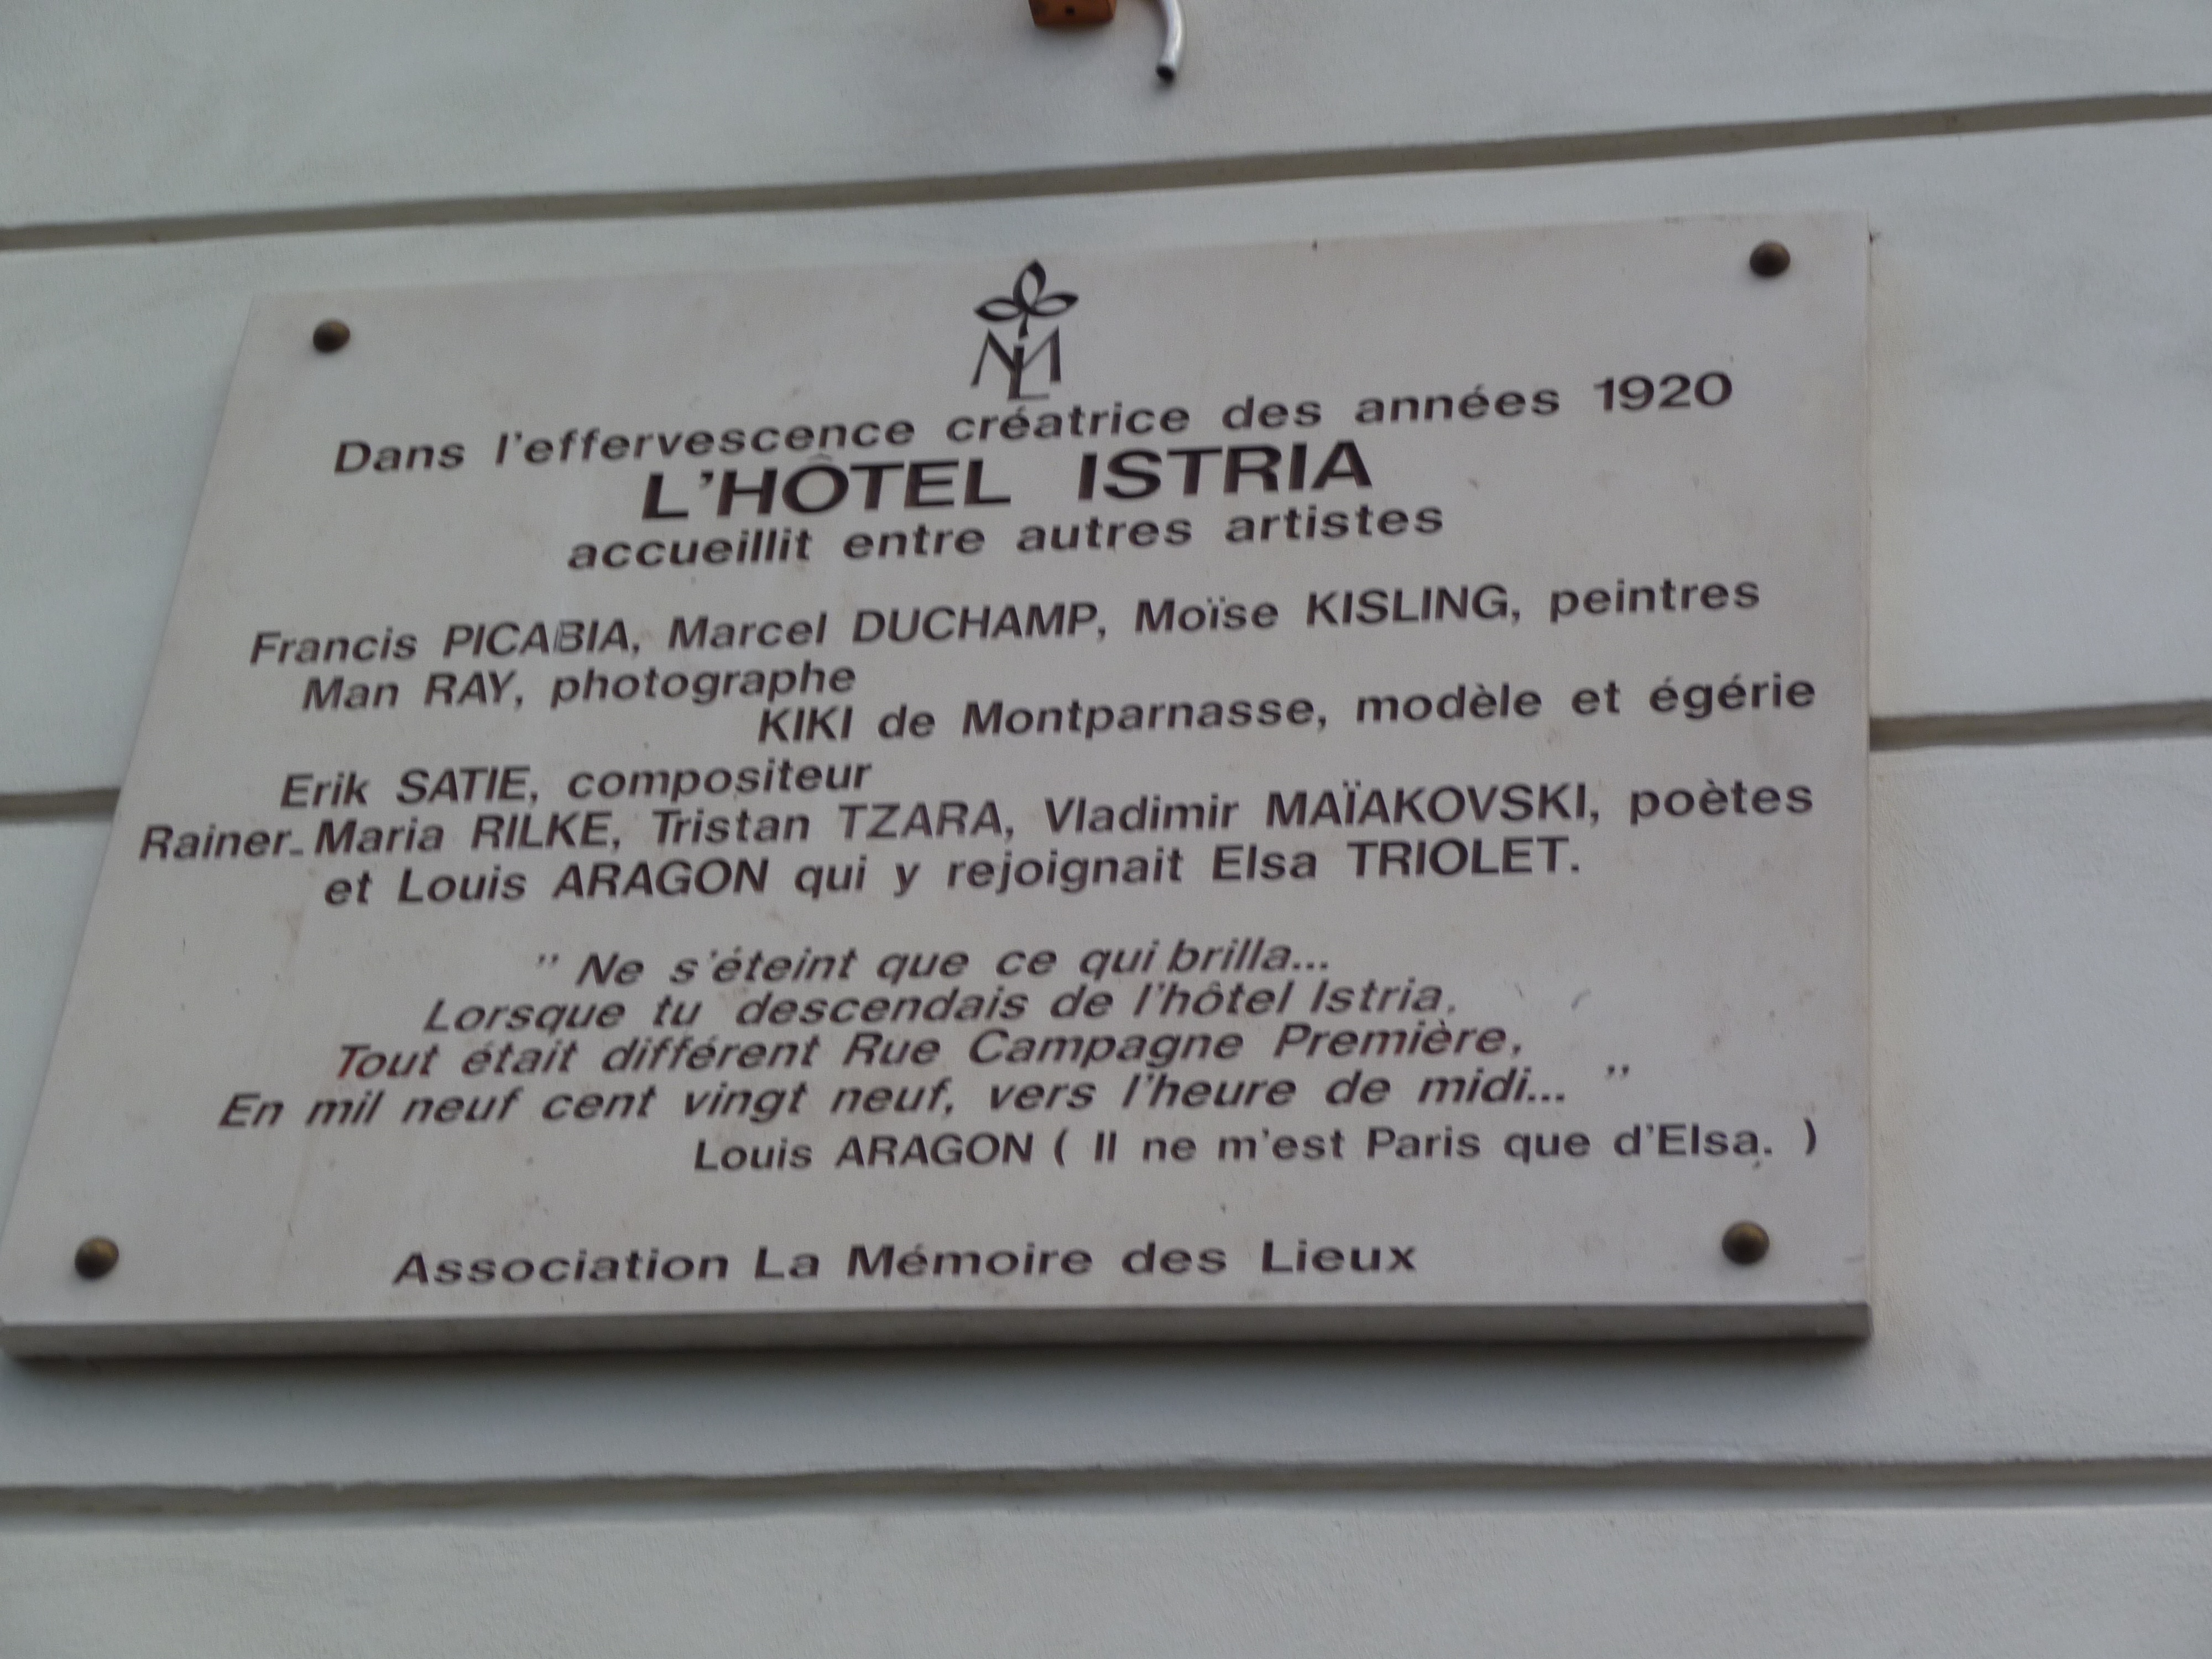 MLM
Dans l'effervescence créatrice des années 1920
L'HÔTEL ISTRIA
accueillit entre autres artistes
Francis PICABIA, Marcel DUCHAMP, Moïse KISLING, peintres
Man RAY, photographe
KIKI de Montparnasse, modèle et égérie
Erik SATIE, compositeur
Rainer-Maria RILKE, Tristan TZARA, Vladimir MAÏAKOVSKI, poètes
et Louis ARAGON qui y rejoignait Elsa TRIOLET.
" Ne s'éteint que ce qui brilla...
Lorsque tu descendais de l'hôtel Istria,
Tout était différent Rue Campagne Première,
En mil neuf cent vingt neuf, vers l'heure de midi... "
Louis ARAGON ( Il ne m'est Paris que d'Elsa. )
Association La Mémoire des Lieux